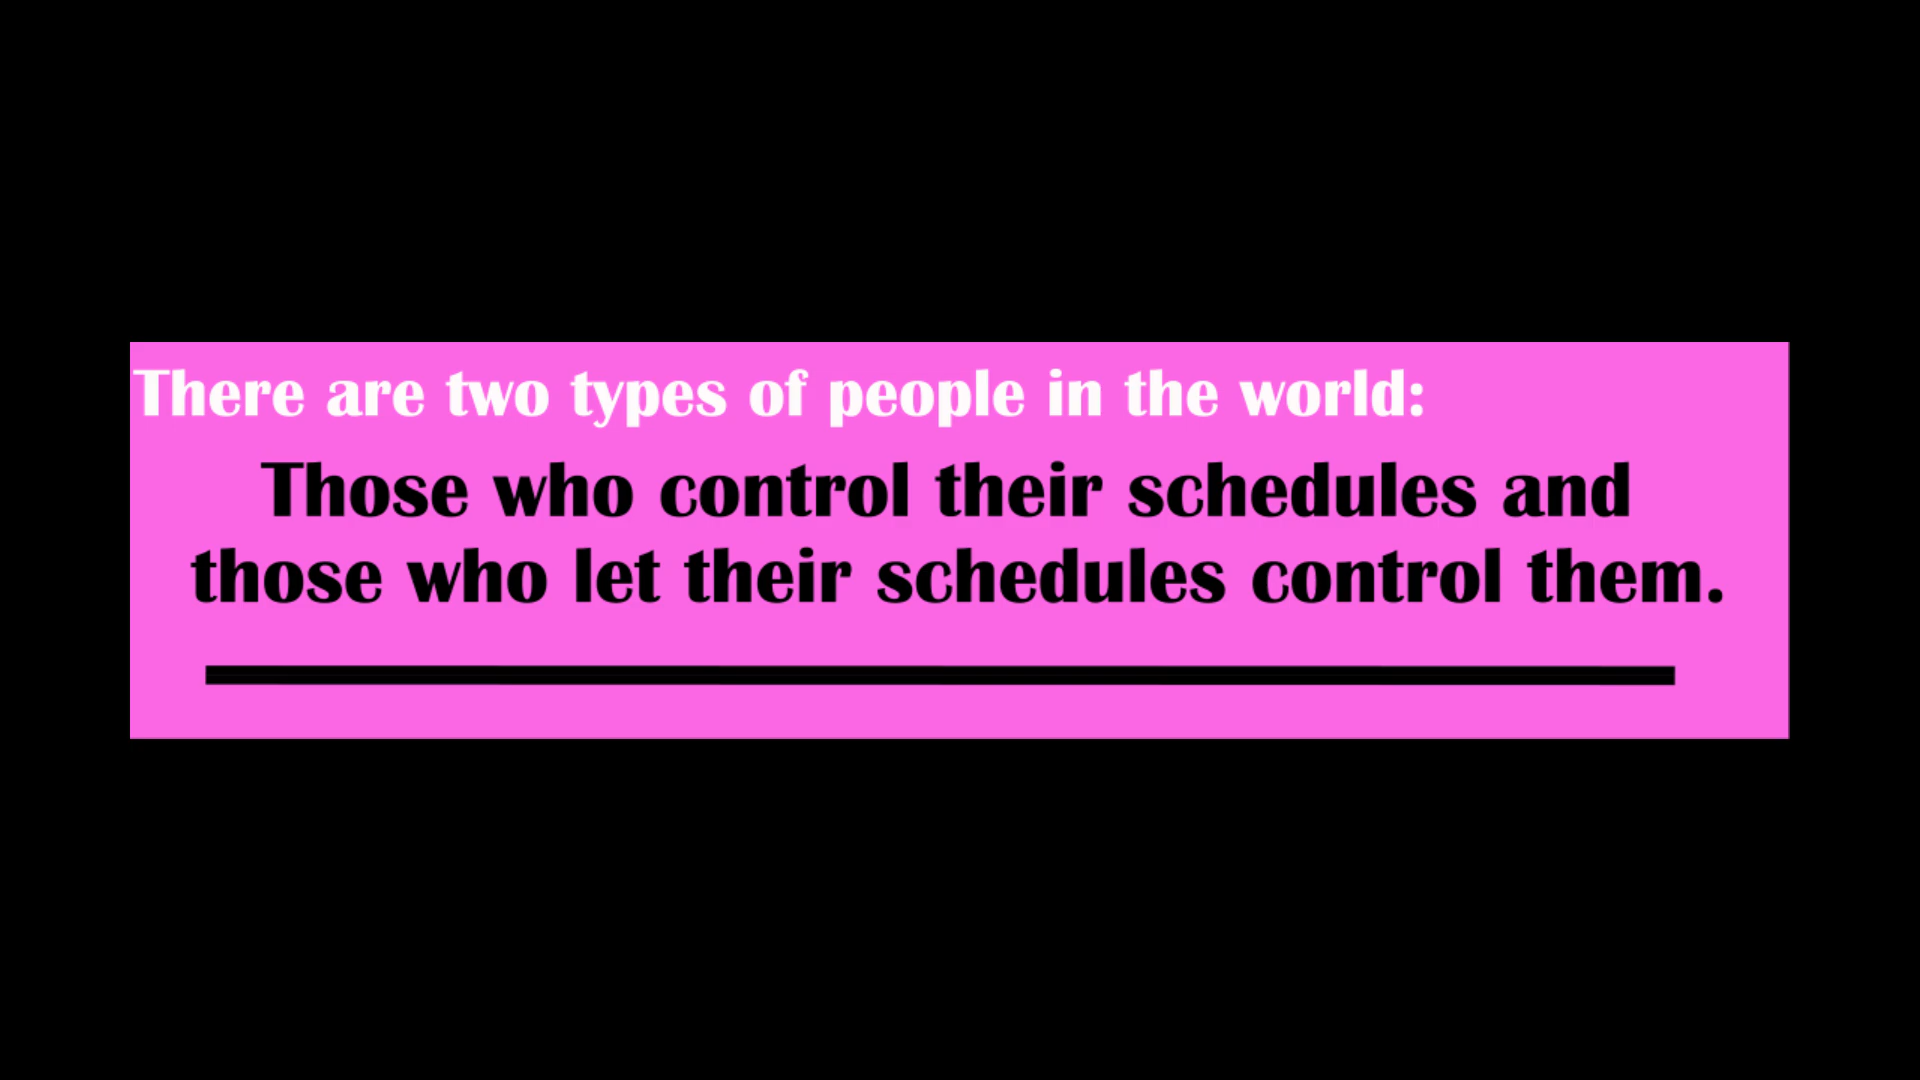 There are two types of people in the world:
Those who control their schedules and
those who let their schedules control them.